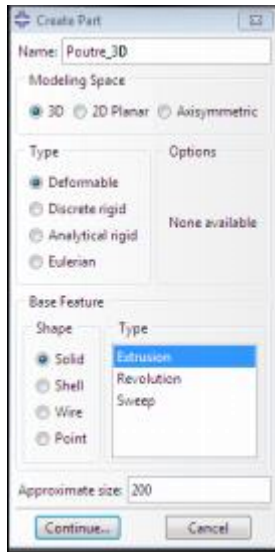 Create Part
Name: Poutre_3D
Modeling Space
3D 2D Planar Axisymmetric
Type
Options
Deformable
Discrete rigid
Analytical rigid
Eulerian
None available
Base Feature
Shape
Type
Solid
Shell
Wire
Point
Extrusion
Revolution
Sweep
Approximate size: 200
Continue... Cancel